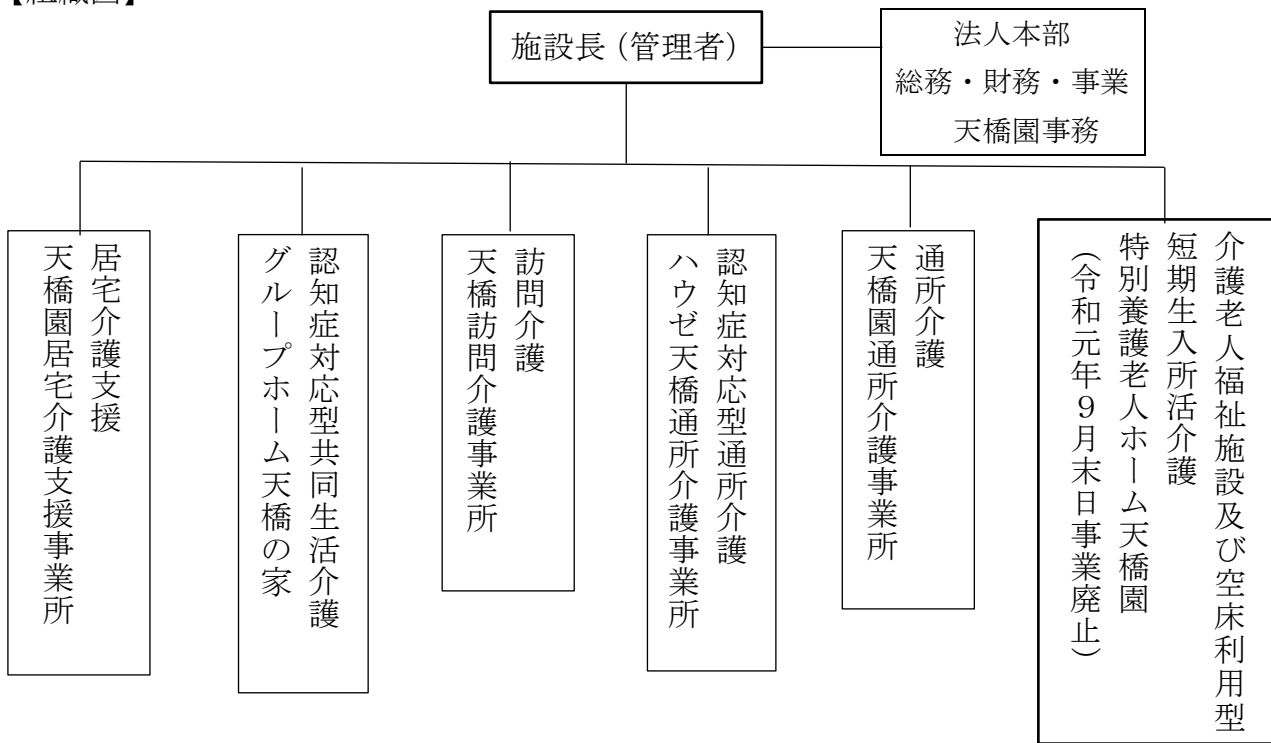 【組織図】
施設長（管理者）
法人本部
総務・財務・事業
天橋園事務
介護老人福祉施設及び空床利用型
短期生入所活介護
特別養護老人ホーム天橋園
（令和元年９月末日事業廃止）
通所介護
天橋園通所介護事業所
認知症対応型通所介護
ハウゼ天橋通所介護事業所
訪問介護
天橋訪問介護事業所
認知症対応型共同生活介護
グループホーム天橋の家
居宅介護支援
天橋園居宅介護支援事業所